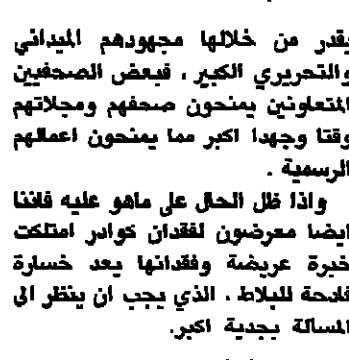 يقدر من خلالها مجهودهم الميداني
والتحريري الكبير ، فبعض الصحفيين
المتعاونين يمنحون صحفهم ومجلاتهم
وقتا وجهدا اكبر مما يمنحون اعمالهم
الرسمية .
واذا ظل الحال على ماهو عليه فاننا
ايضا معرضون لفقدان كوادر امتلكت
خبرة عريضة وفقدانها يعد خسارة
فادحة للبلاط . الذي يجب ان ينظر الى
المسألة بجدية اكبر.